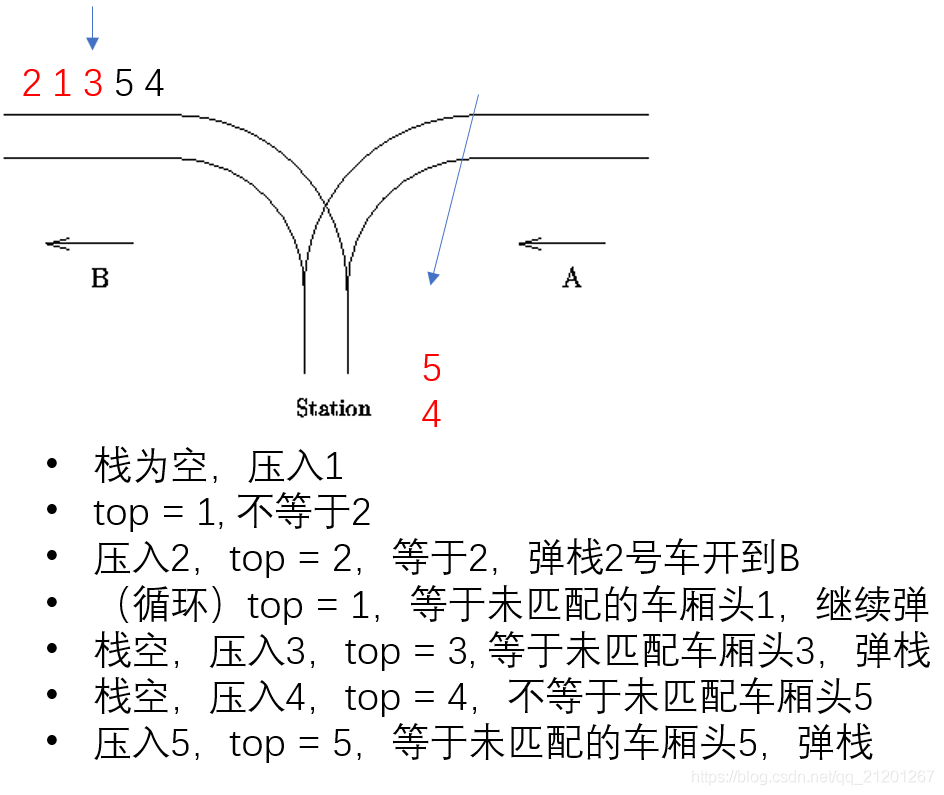 2 1 3 5 4
B
A
5
Station
4
• 栈为空，压入1
• top = 1, 不等于2
• 压入2，top = 2，等于2，弹栈2号车开到B
• （循环）top = 1，等于未匹配的车厢头1，继续弹
• 栈空，压入3，top = 3, 等于未匹配车厢头3，弹栈
• 栈空，压入4，top = 4，不等于未匹配车厢头5
• 压入5，top = 5，等于未匹配的车厢头5，弹栈
https://blog.csdn.net/qq_21201267